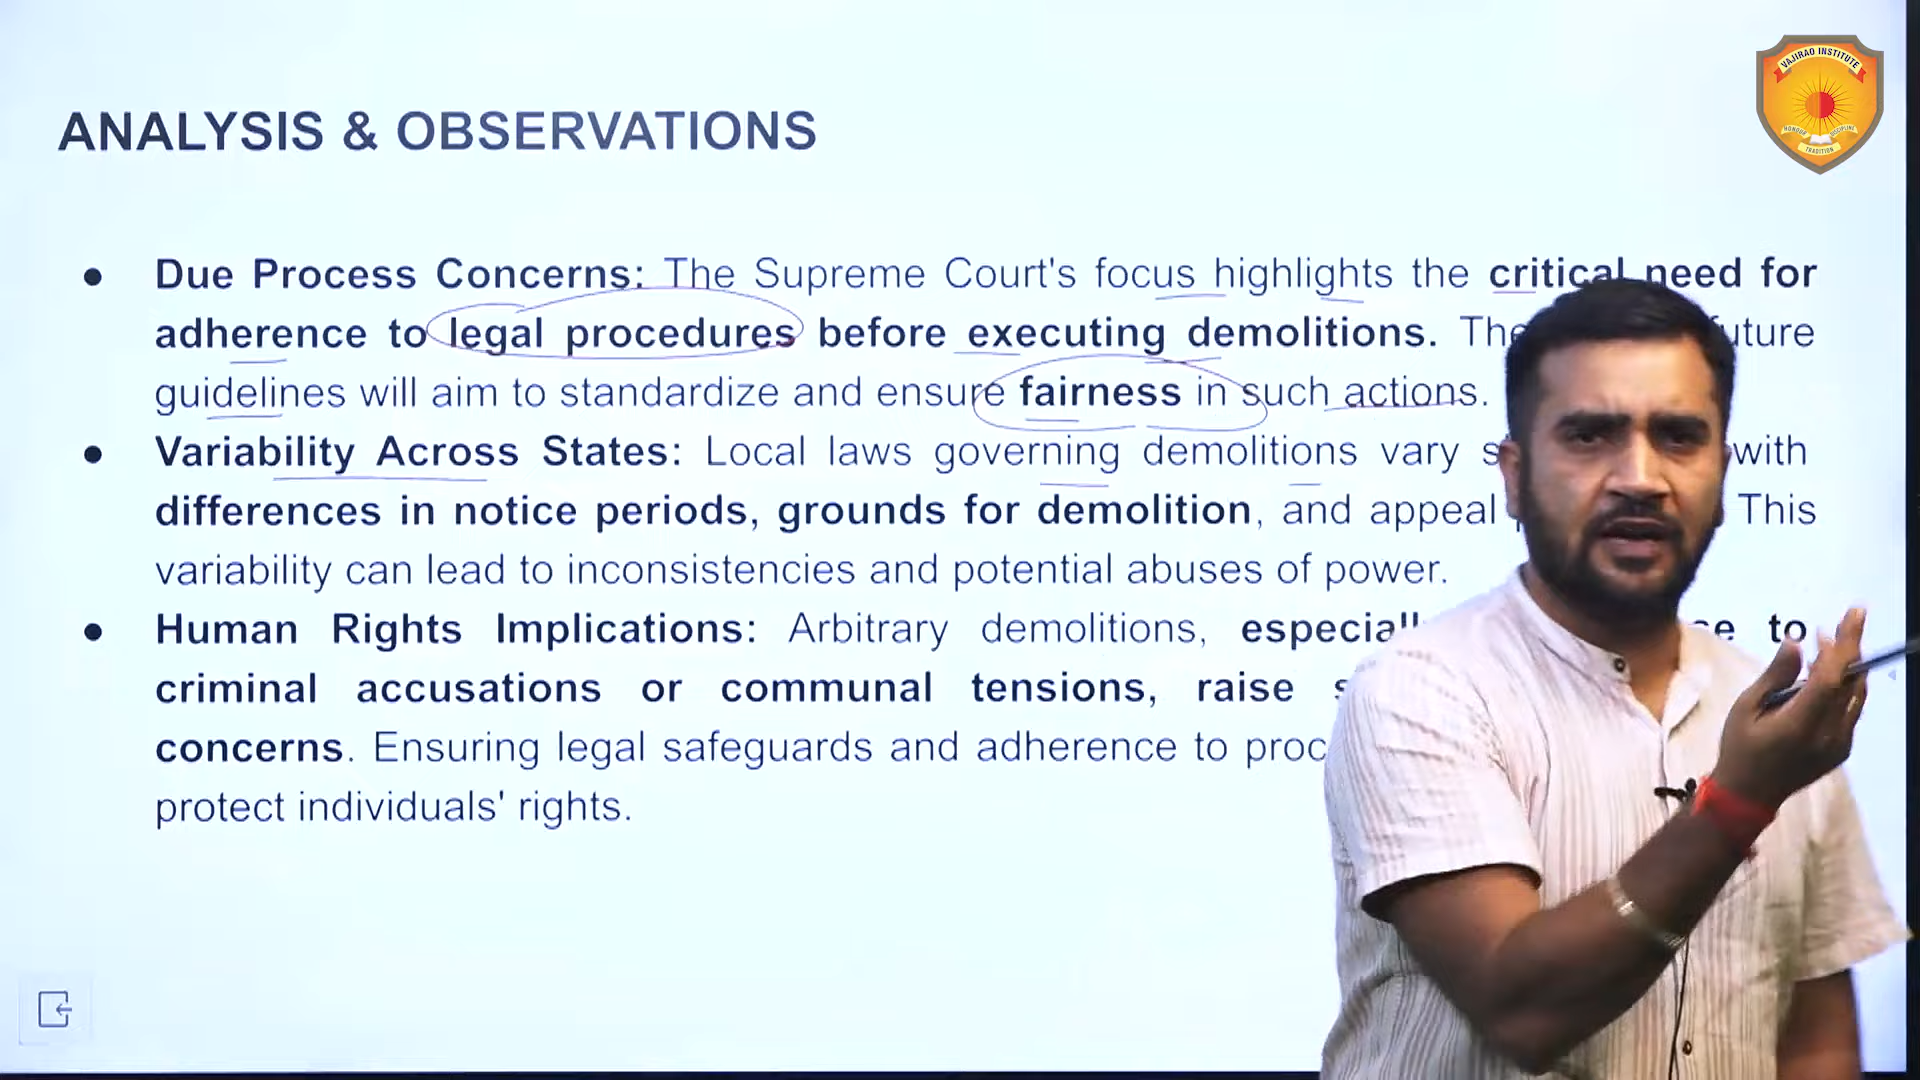 VAJIRAO INSTITUTE
HONOUR DISCIPLINE
TRADITION
ANALYSIS & OBSERVATIONS
● Due Process Concerns: The Supreme Court's focus highlights the critical need for
adherence to legal procedures before executing demolitions. The
guidelines will aim to standardize and ensure fairness in such actions.
● Variability Across States: Local laws governing demolitions vary with
differences in notice periods, grounds for demolition, and appeal This
variability can lead to inconsistencies and potential abuses of power.
● Human Rights Implications: Arbitrary demolitions, to
criminal accusations or communal tensions, raise
concerns. Ensuring legal safeguards and adherence to
protect individuals' rights.